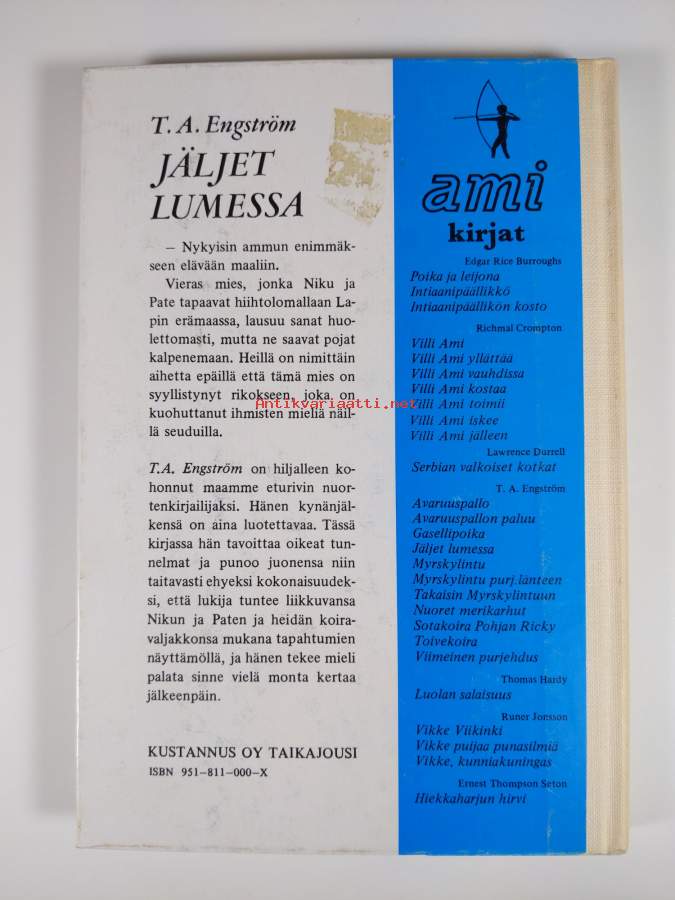 T. A. Engström
JÄLJET
LUMESSA
— Nykyisin ammun enimmäk-
seen elävään maaliin.
Vieras mies, jonka Niku ja
Pate tapaavat hiihtolomallaan La-
pin erämaassa, lausuu sanat huo-
lettomasti, mutta ne saavat pojat
kalpenemaan. Heillä on nimittäin
aihetta epäillä että tämä mies on
syyllistynyt rikokseen, joka on
kuohuttanut ihmisten mieliä näil-
lä seuduilla.
T.A. Engström on hiljalleen ko-
honnut maamme eturivin nuor-
tenkirjailijaksi. Hänen kynänjäl-
kensä on aina luotettavaa. Tässä
kirjassa hän tavoittaa oikeat tun-
nelmat ja punoo juonensa niin
taitavasti ehyeksi kokonaisuudek-
si, että lukija tuntee liikkuvansa
Nikun ja Paten ja heidän koira-
valjakkonsa mukana tapahtumien
näyttämöllä, ja hänen tekee mieli
palata sinne vielä monta kertaa
jälkeenpäin.
KUSTANNUS OY TAIKAJOUSI
ISBN 951—811—000—X
ami
kirjat
Edgar Rice Burroughs
Poika ja leijona
Intiaanipäällikkö
Intiaanipäällikön kosto
Richmal Crompton
Villi Ami
Villi Ami yllättää
Villi Ami vauhdissa
Villi Ami kostaa
Villi Ami toimii
Villi Ami iskee
Villi Ami jälleen
Lawrence Durrell
Serbian valkoiset kotkat
T. A. Engström
Avaruuspallo
Avaruuspallon paluu
Gasellipoika
Jäljet lumessa
Myrskylintu
Myrskylintu purj.länteen
Takaisin Myrskylintuun
Nuoret merikarhut
Sotakoira Pohjan Ricky
Toivekoira
Viimeinen purjehdus
Thomas Hardy
Luolan salaisuus
Runer Jonsson
Vikke Viikinki
Vikke puijaa punasilmiä
Vikke, kunniakuningas
Ernest Thompson Seton
Hiekkaharjun hirvi
Antikvariaatti.net